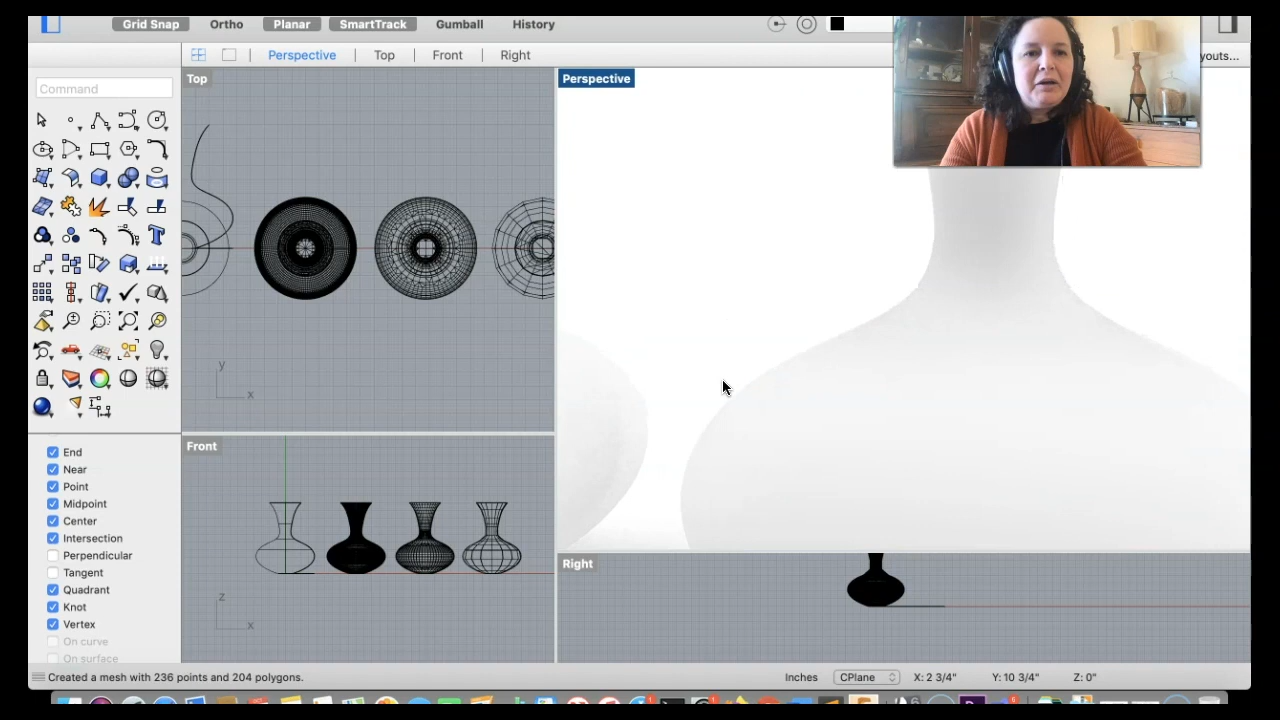 Grid Snap Ortho Planar SmartTrack Gumball History
Perspective | Top | Front | Right
youts...
Command
Top
Perspective
y
x
Front
z
x
Right
End
Near
Point
Midpoint
Center
Intersection
Perpendicular
Tangent
Quadrant
Knot
Vertex
On curve
On surface
Created a mesh with 236 points and 204 polygons.
Inches CPlane X: 2 3/4" Y: 10 3/4" Z: 0"